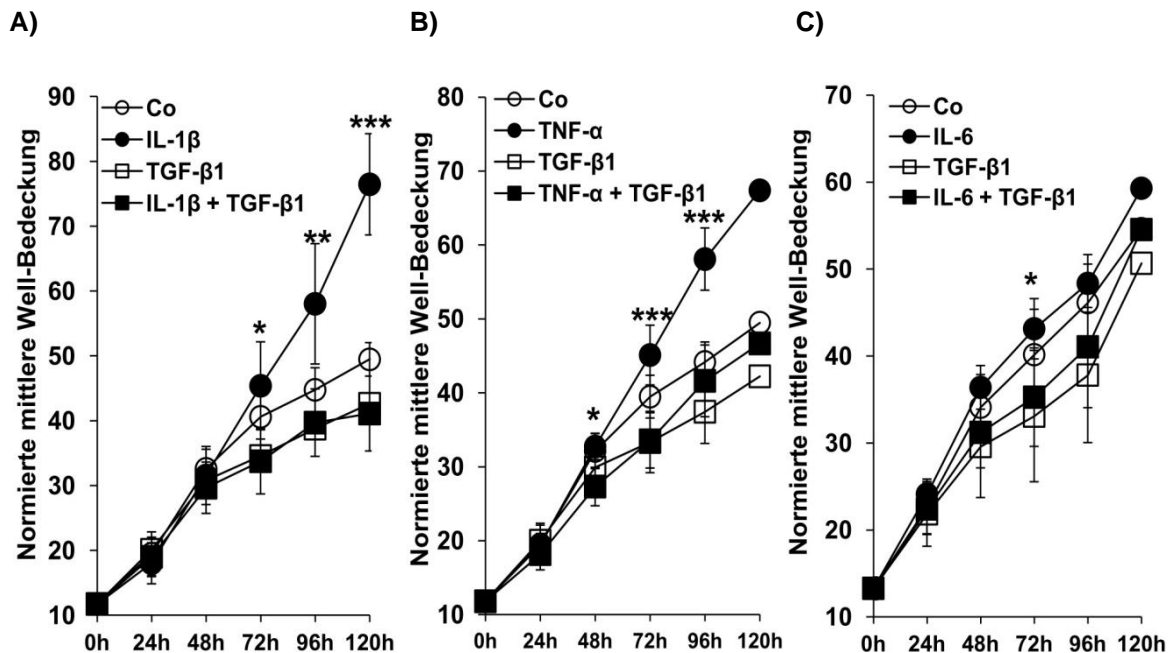 A)
Normierte mittlere Well-Bedeckung
90
80
70
60
50
40
30
20
10
Co
IL-1β
TGF-β1
IL-1β + TGF-β1
*
**
***
0h 24h 48h 72h 96h 120h
B)
Normierte mittlere Well-Bedeckung
80
70
60
50
40
30
20
10
Co
TNF-α
TGF-β1
TNF-α + TGF-β1
*
***
***
0h 24h 48h 72h 96h 120h
C)
Normierte mittlere Well-Bedeckung
70
60
50
40
30
20
10
Co
IL-6
TGF-β1
IL-6 + TGF-β1
*
0h 24h 48h 72h 96h 120h